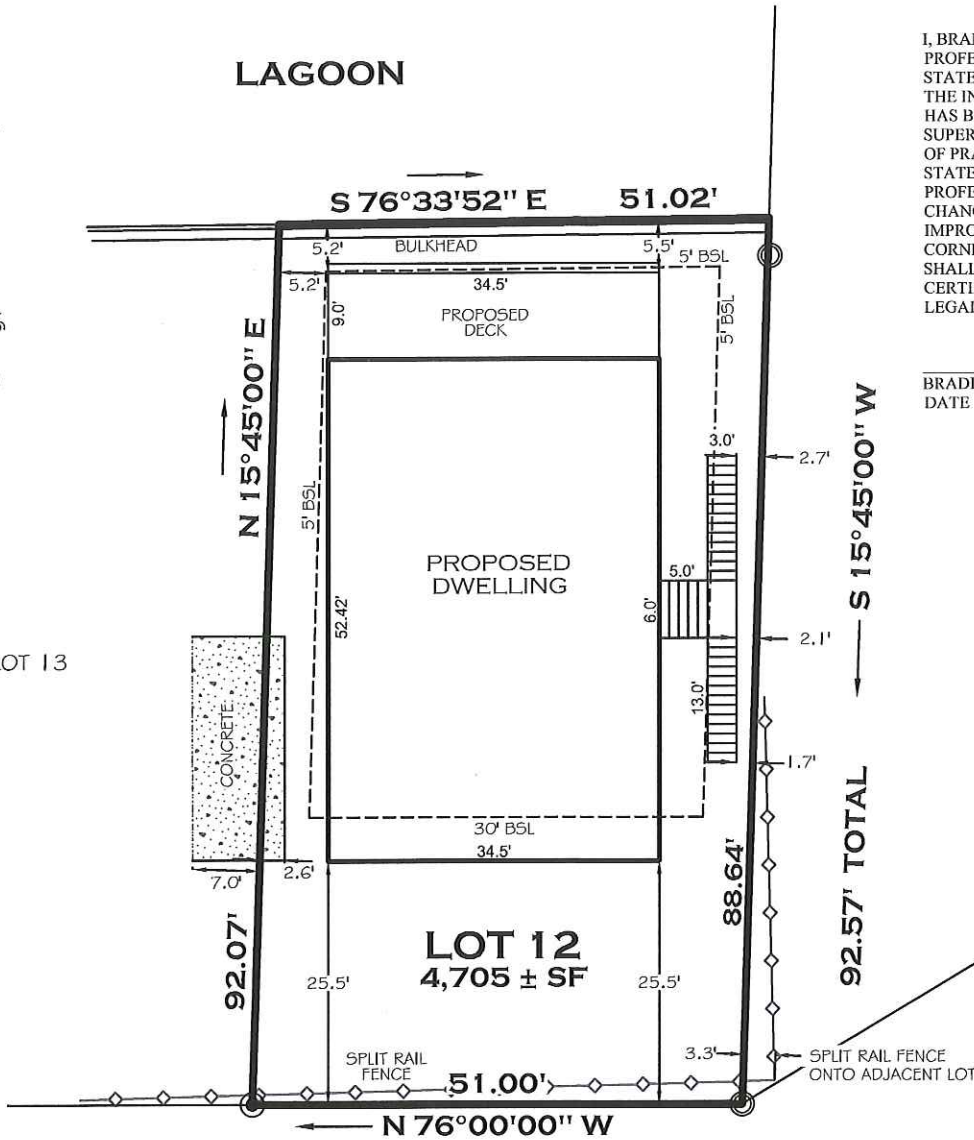 LAGOON
S 76°33'52" E
51.02'
5.2'
BULKHEAD
5.5'
5' BSL
5.2'
34.5'
9.0'
PROPOSED
DECK
5' BSL
N 15°45'00" E
3.0'
2.7'
S 15°45'00" W
5' BSL
PROPOSED
DWELLING
5.0'
52.42'
6.0'
2.1'
LOT 13
CONCRETE
13.0'
1.7'
30' BSL
34.5'
7.0'
2.6'
88.64'
92.57' TOTAL
92.07'
LOT 12
4,705 ± SF
25.5'
25.5'
SPLIT RAIL
FENCE
3.3'
SPLIT RAIL FENCE
ONTO ADJACENT LOT
51.00'
N 76°00'00" W
I, BRAD
PROFE
STATE
THE IN
HAS B
SUPER
OF PRA
STATE
PROFE
CHANG
IMPRO
CORNE
SHALL
CERTI
LEGAL
BRADL
DATE